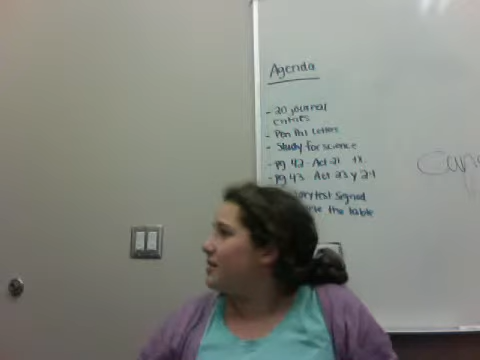 Agenda
- 20 journal
entries
- Pen Pal Letters
- Study for science
- pg 42 Act 21
- pg 43 Act 23 y 24
test signed
the table